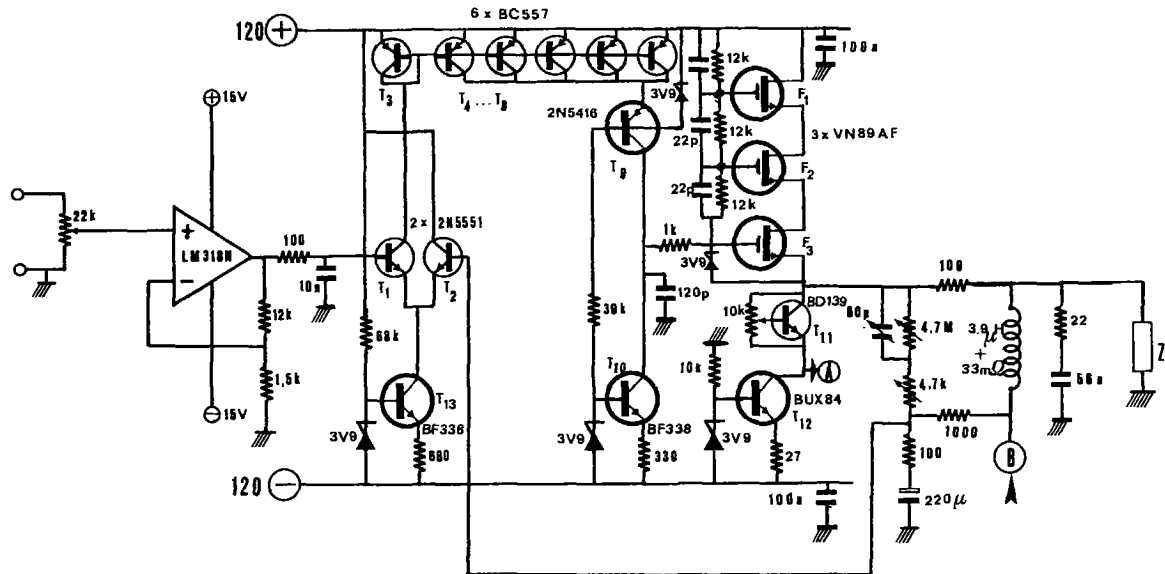 6 x BC557
120 +
100n
T3
T4 ... T8
3V9
12k
F1
+ 15V
2N5416
22p
12k
3 x VN89AF
T9
F2
22p
12k
22k
+
LM318N
-
100
2 x 2N5551
1k
3V9
F3
10n
T1
T2
120p
100
12k
39k
BD139
10k
T11
4.7M
3.9 μ
+
33mΩ
22
Z
68k
10k
A
4.7k
56n
1,5k
T13
T10
BUX84
T12
1000
- 15V
3V9
BF338
3V9
BF338
3V9
680
330
27
100
B
120 -
100n
220μ